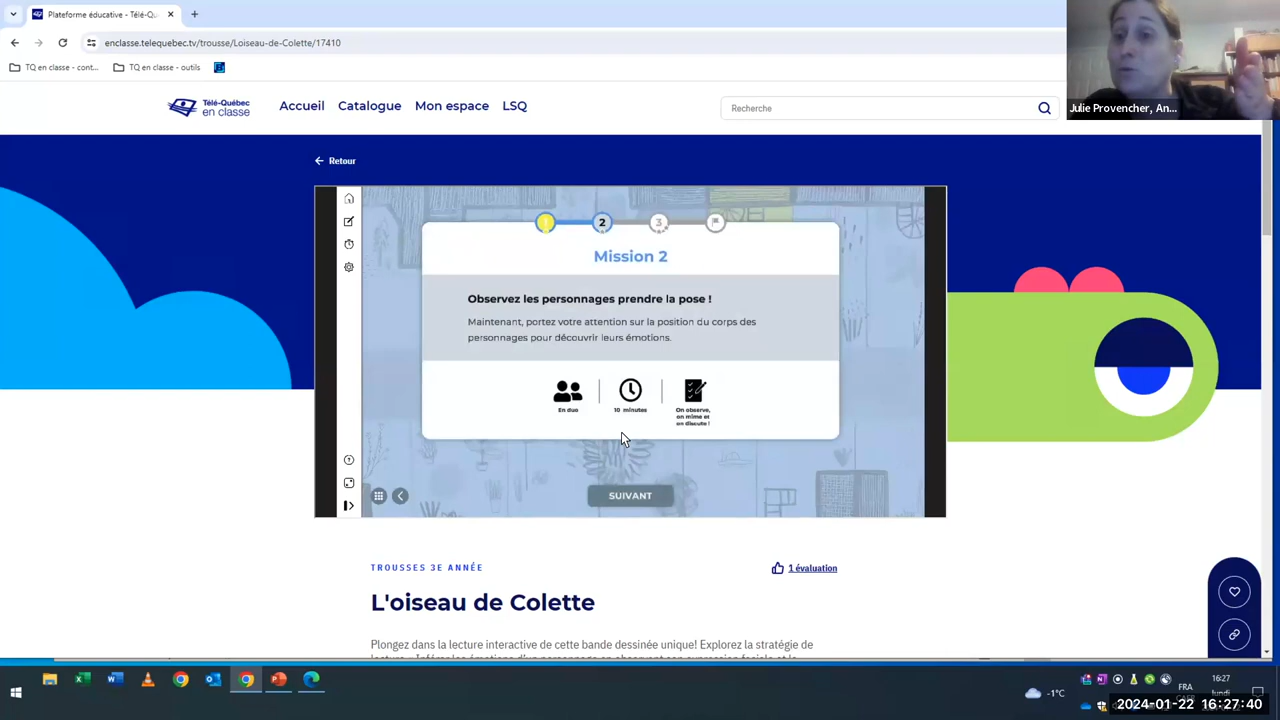 Plateforme éducative - Télé-Qu
enclasse.telequebec.tv/trousse/Loiseau-de-Colette/17410
TQ en classe - cont...
TQ en classe - outils
Julie Provencher, An...
Télé-Québec
en classe
Accueil
Catalogue
Mon espace
LSQ
Recherche
Retour
1
2
3
Mission 2
Observez les personnages prendre la pose !
Maintenant, portez votre attention sur la position du corps des
personnages pour découvrir leurs émotions.
En duo
10 minutes
On observe,
on mime et
on discute !
SUIVANT
TROUSSES 3E ANNÉE
1 évaluation
L'oiseau de Colette
Plongez dans la lecture interactive de cette bande dessinée unique! Explorez la stratégie de
-1°C
FRA
16:27
lundi
2024-01-22 16:27:40